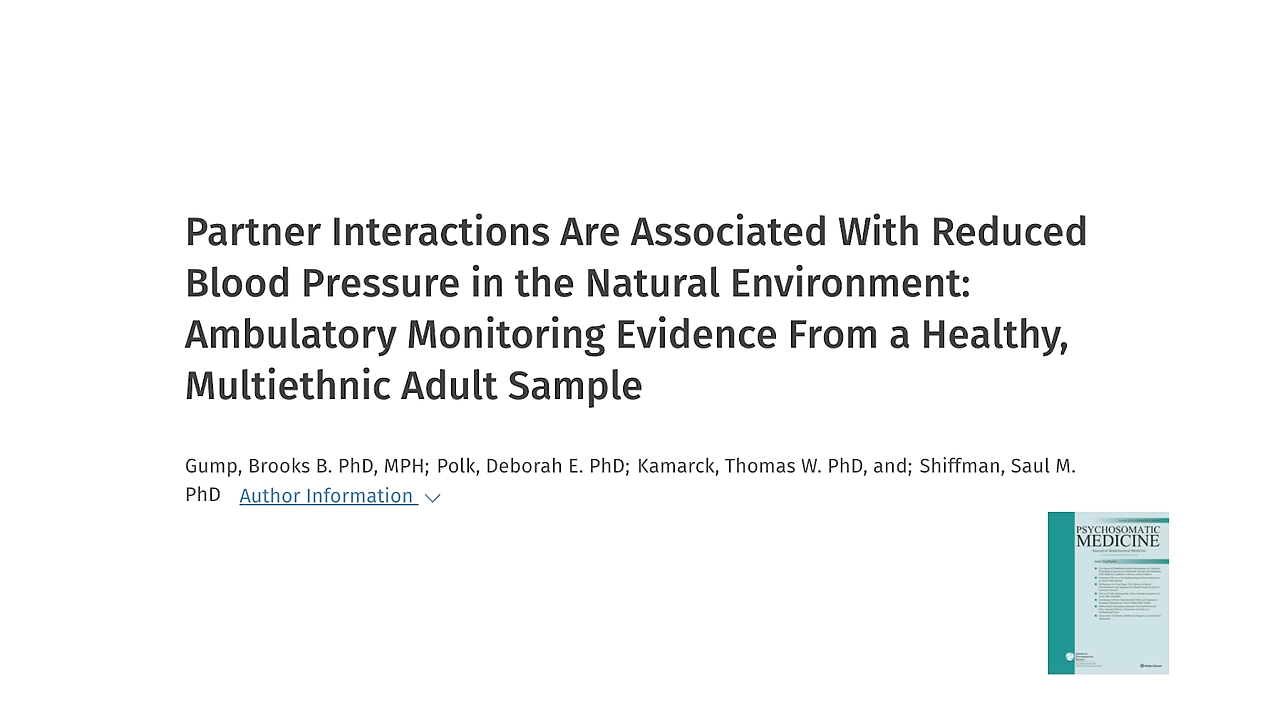 Partner Interactions Are Associated With Reduced
Blood Pressure in the Natural Environment:
Ambulatory Monitoring Evidence From a Healthy,
Multiethnic Adult Sample
Gump, Brooks B. PhD, MPH; Polk, Deborah E. PhD; Kamarck, Thomas W. PhD, and; Shiffman, Saul M.
PhD Author Information
PSYCHOSOMATIC
MEDICINE